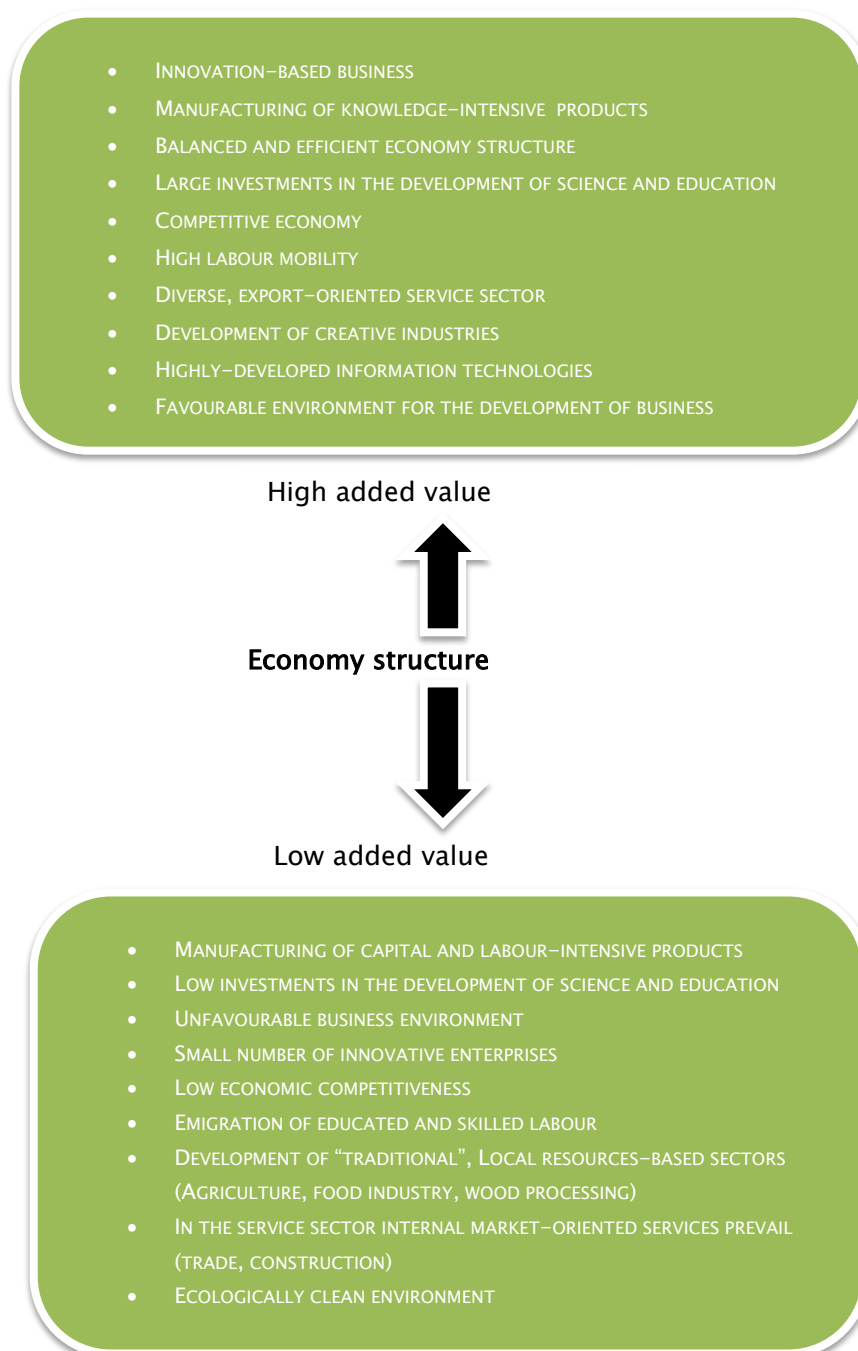 • Innovation-based business
• Manufacturing of knowledge-intensive products
• Balanced and efficient economy structure
• Large investments in the development of science and education
• Competitive economy
• High labour mobility
• Diverse, export-oriented service sector
• Development of creative industries
• Highly-developed information technologies
• Favourable environment for the development of business
High added value
Economy structure
Low added value
• Manufacturing of capital and labour-intensive products
• Low investments in the development of science and education
• Unfavourable business environment
• Small number of innovative enterprises
• Low economic competitiveness
• Emigration of educated and skilled labour
• Development of “traditional”, Local resources-based sectors
(Agriculture, food industry, wood processing)
• In the service sector internal market-oriented services prevail
(trade, construction)
• Ecologically clean environment